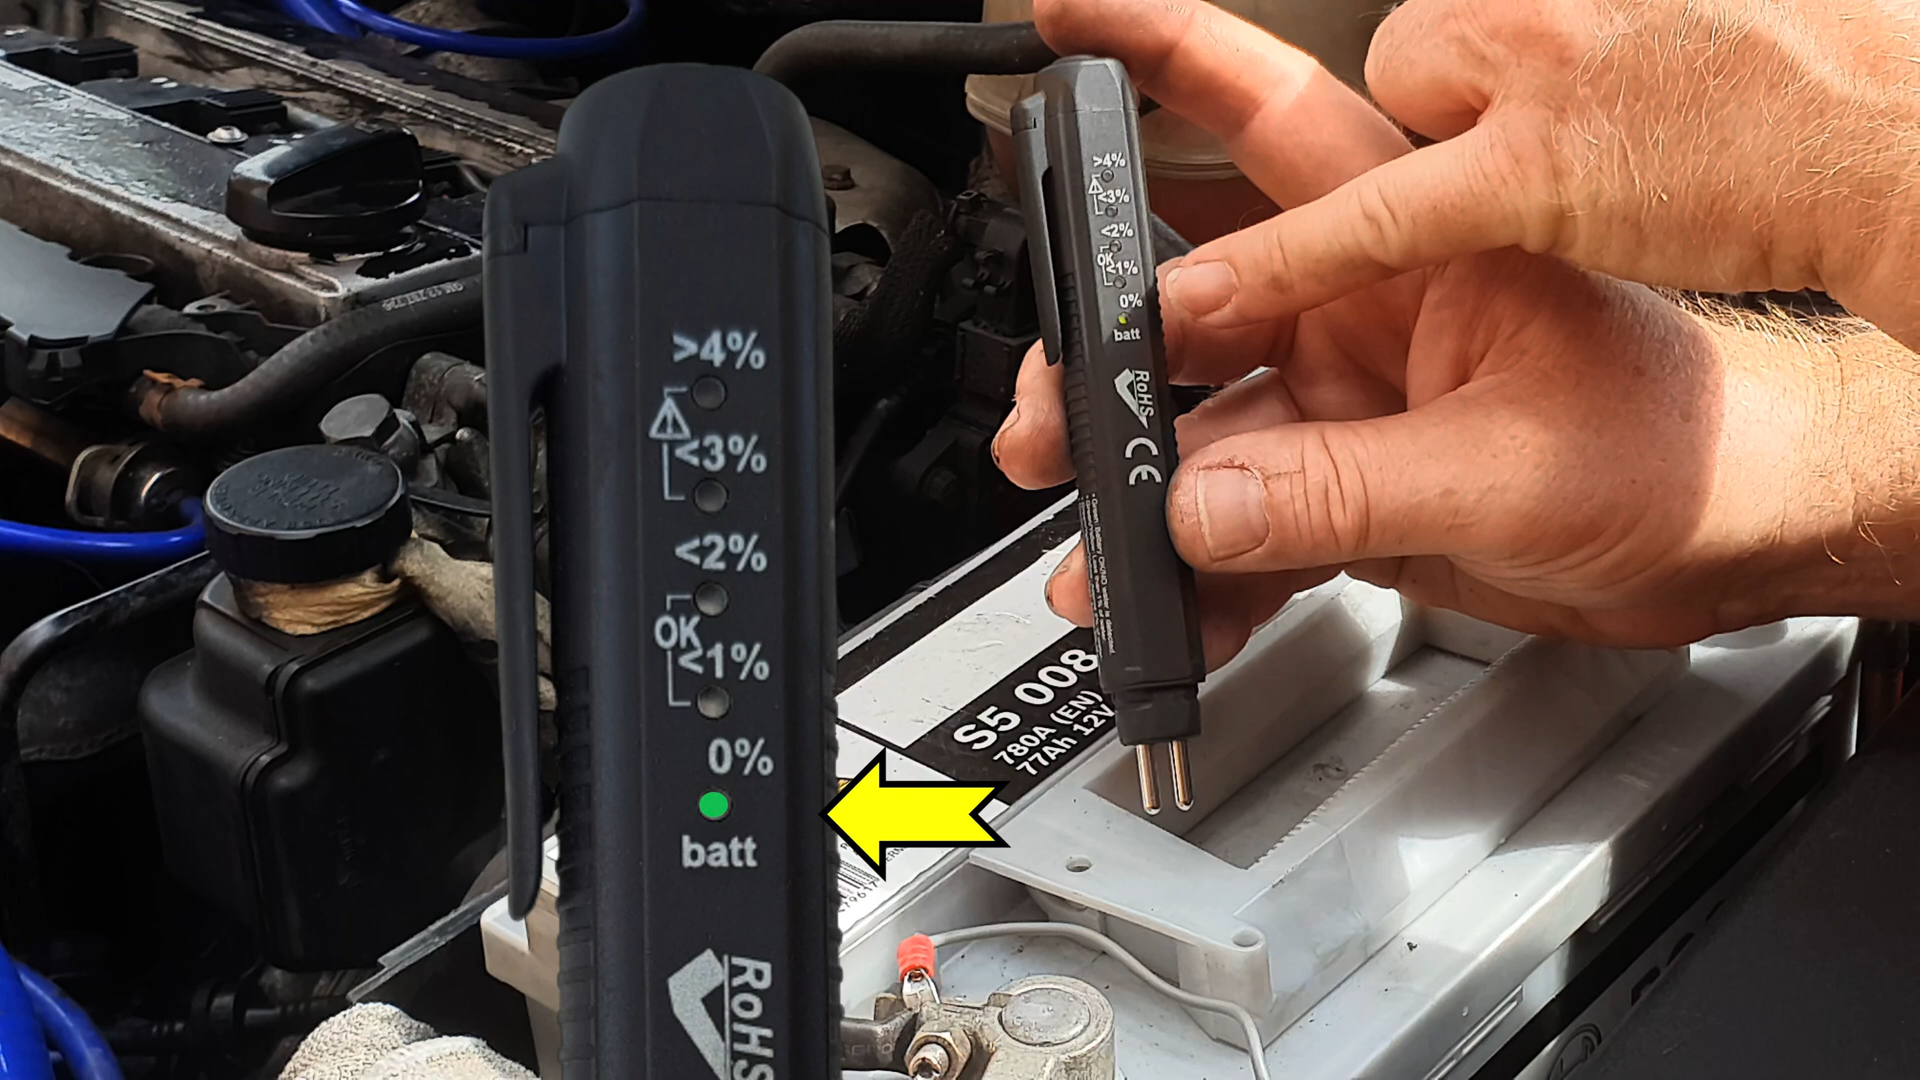 >4%
<3%
<2%
OK
<1%
0%
batt
RoHS
>4%
<3%
<2%
OK
<1%
0%
batt
RoHS
CE
S5 008
780A (EN)
77Ah 12V